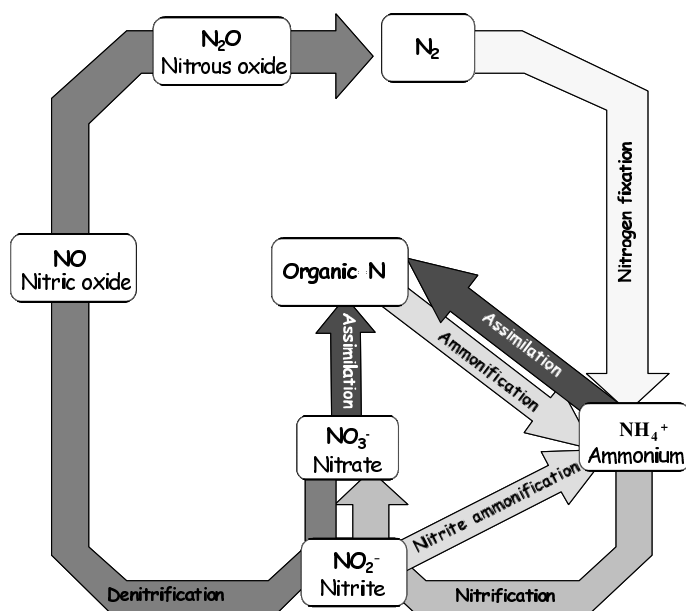 N₂O
Nitrous oxide
N₂
Nitrogen fixation
NO
Nitric oxide
Organic N
Assimilation
Ammonification
Assimilation
NH₄⁺
Ammonium
NO₃⁻
Nitrate
Nitrite ammonification
NO₂⁻
Nitrite
Denitrification
Nitrification